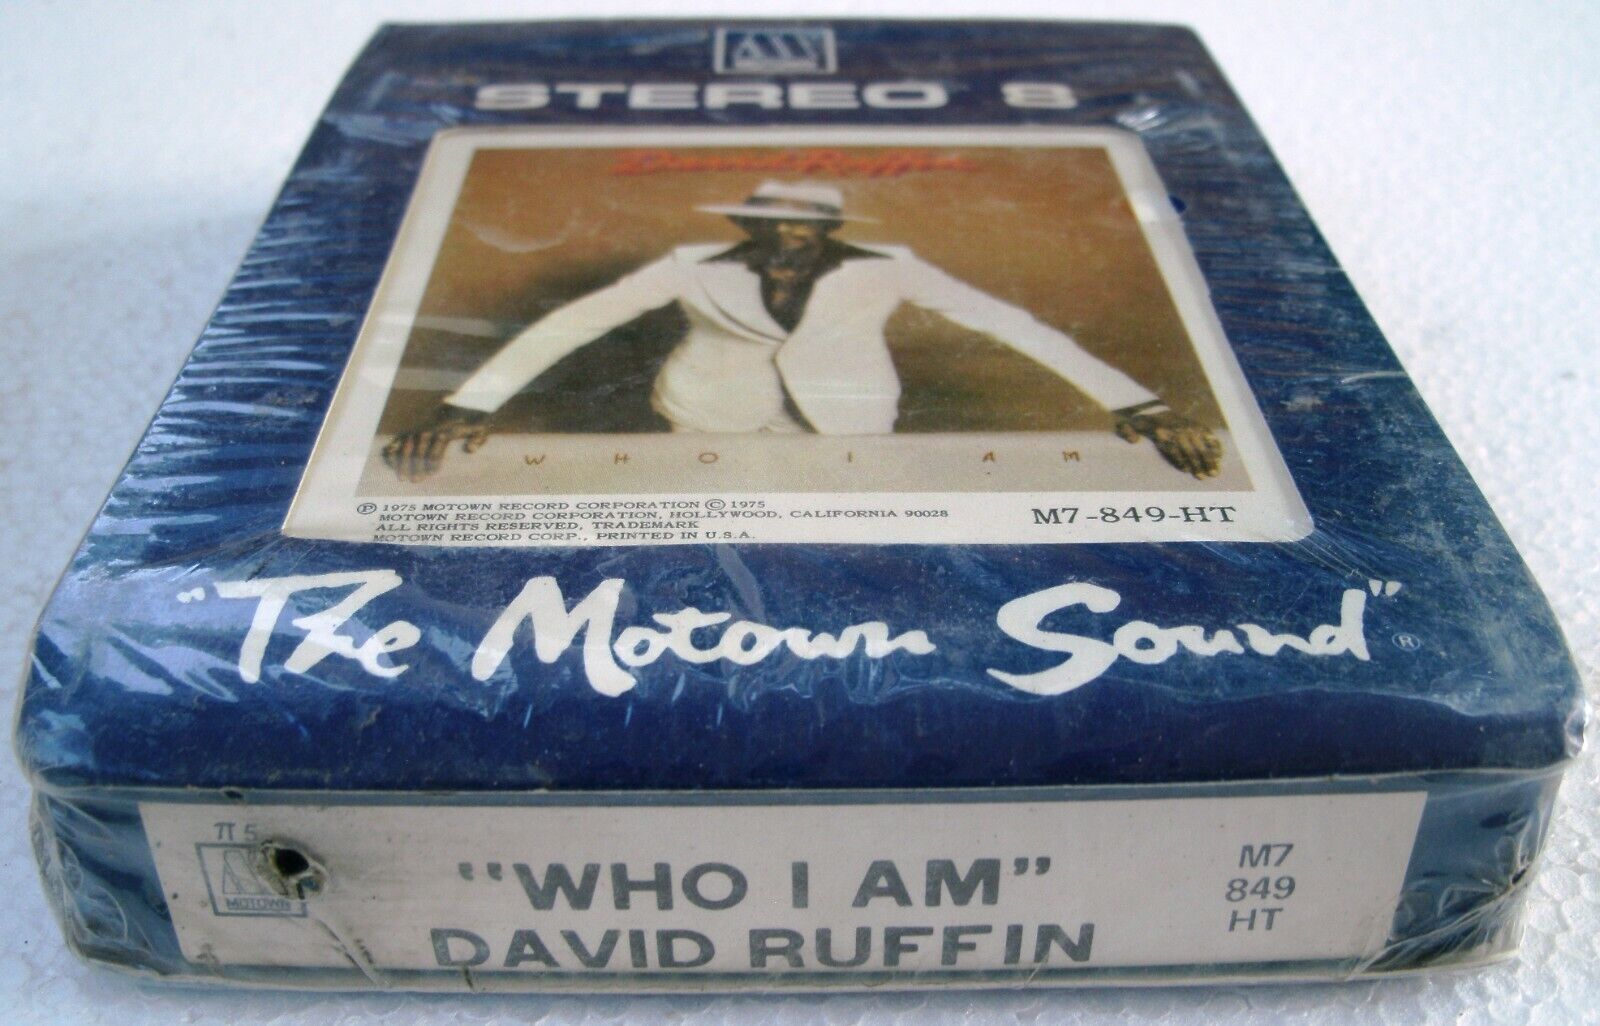 STEREO 8
David Ruffin
WHO I AM
Ⓟ 1975 MOTOWN RECORD CORPORATION © 1975
MOTOWN RECORD CORPORATION, HOLLYWOOD, CALIFORNIA 90028
ALL RIGHTS RESERVED, TRADEMARK
MOTOWN RECORD CORP., PRINTED IN U.S.A.
M7-849-HT
"The Motown Sound"®
π 5
MOTOWN
"WHO I AM"
DAVID RUFFIN
M7
849
HT